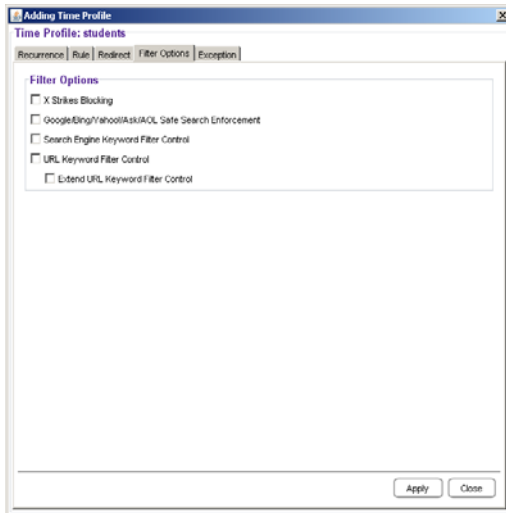 Adding Time Profile
Time Profile: students
Recurrence Rule Redirect Filter Options Exception
Filter Options
X Strikes Blocking
Google/Bing/Yahoo!/Ask/AOL Safe Search Enforcement
Search Engine Keyword Filter Control
URL Keyword Filter Control
Extend URL Keyword Filter Control
Apply Close